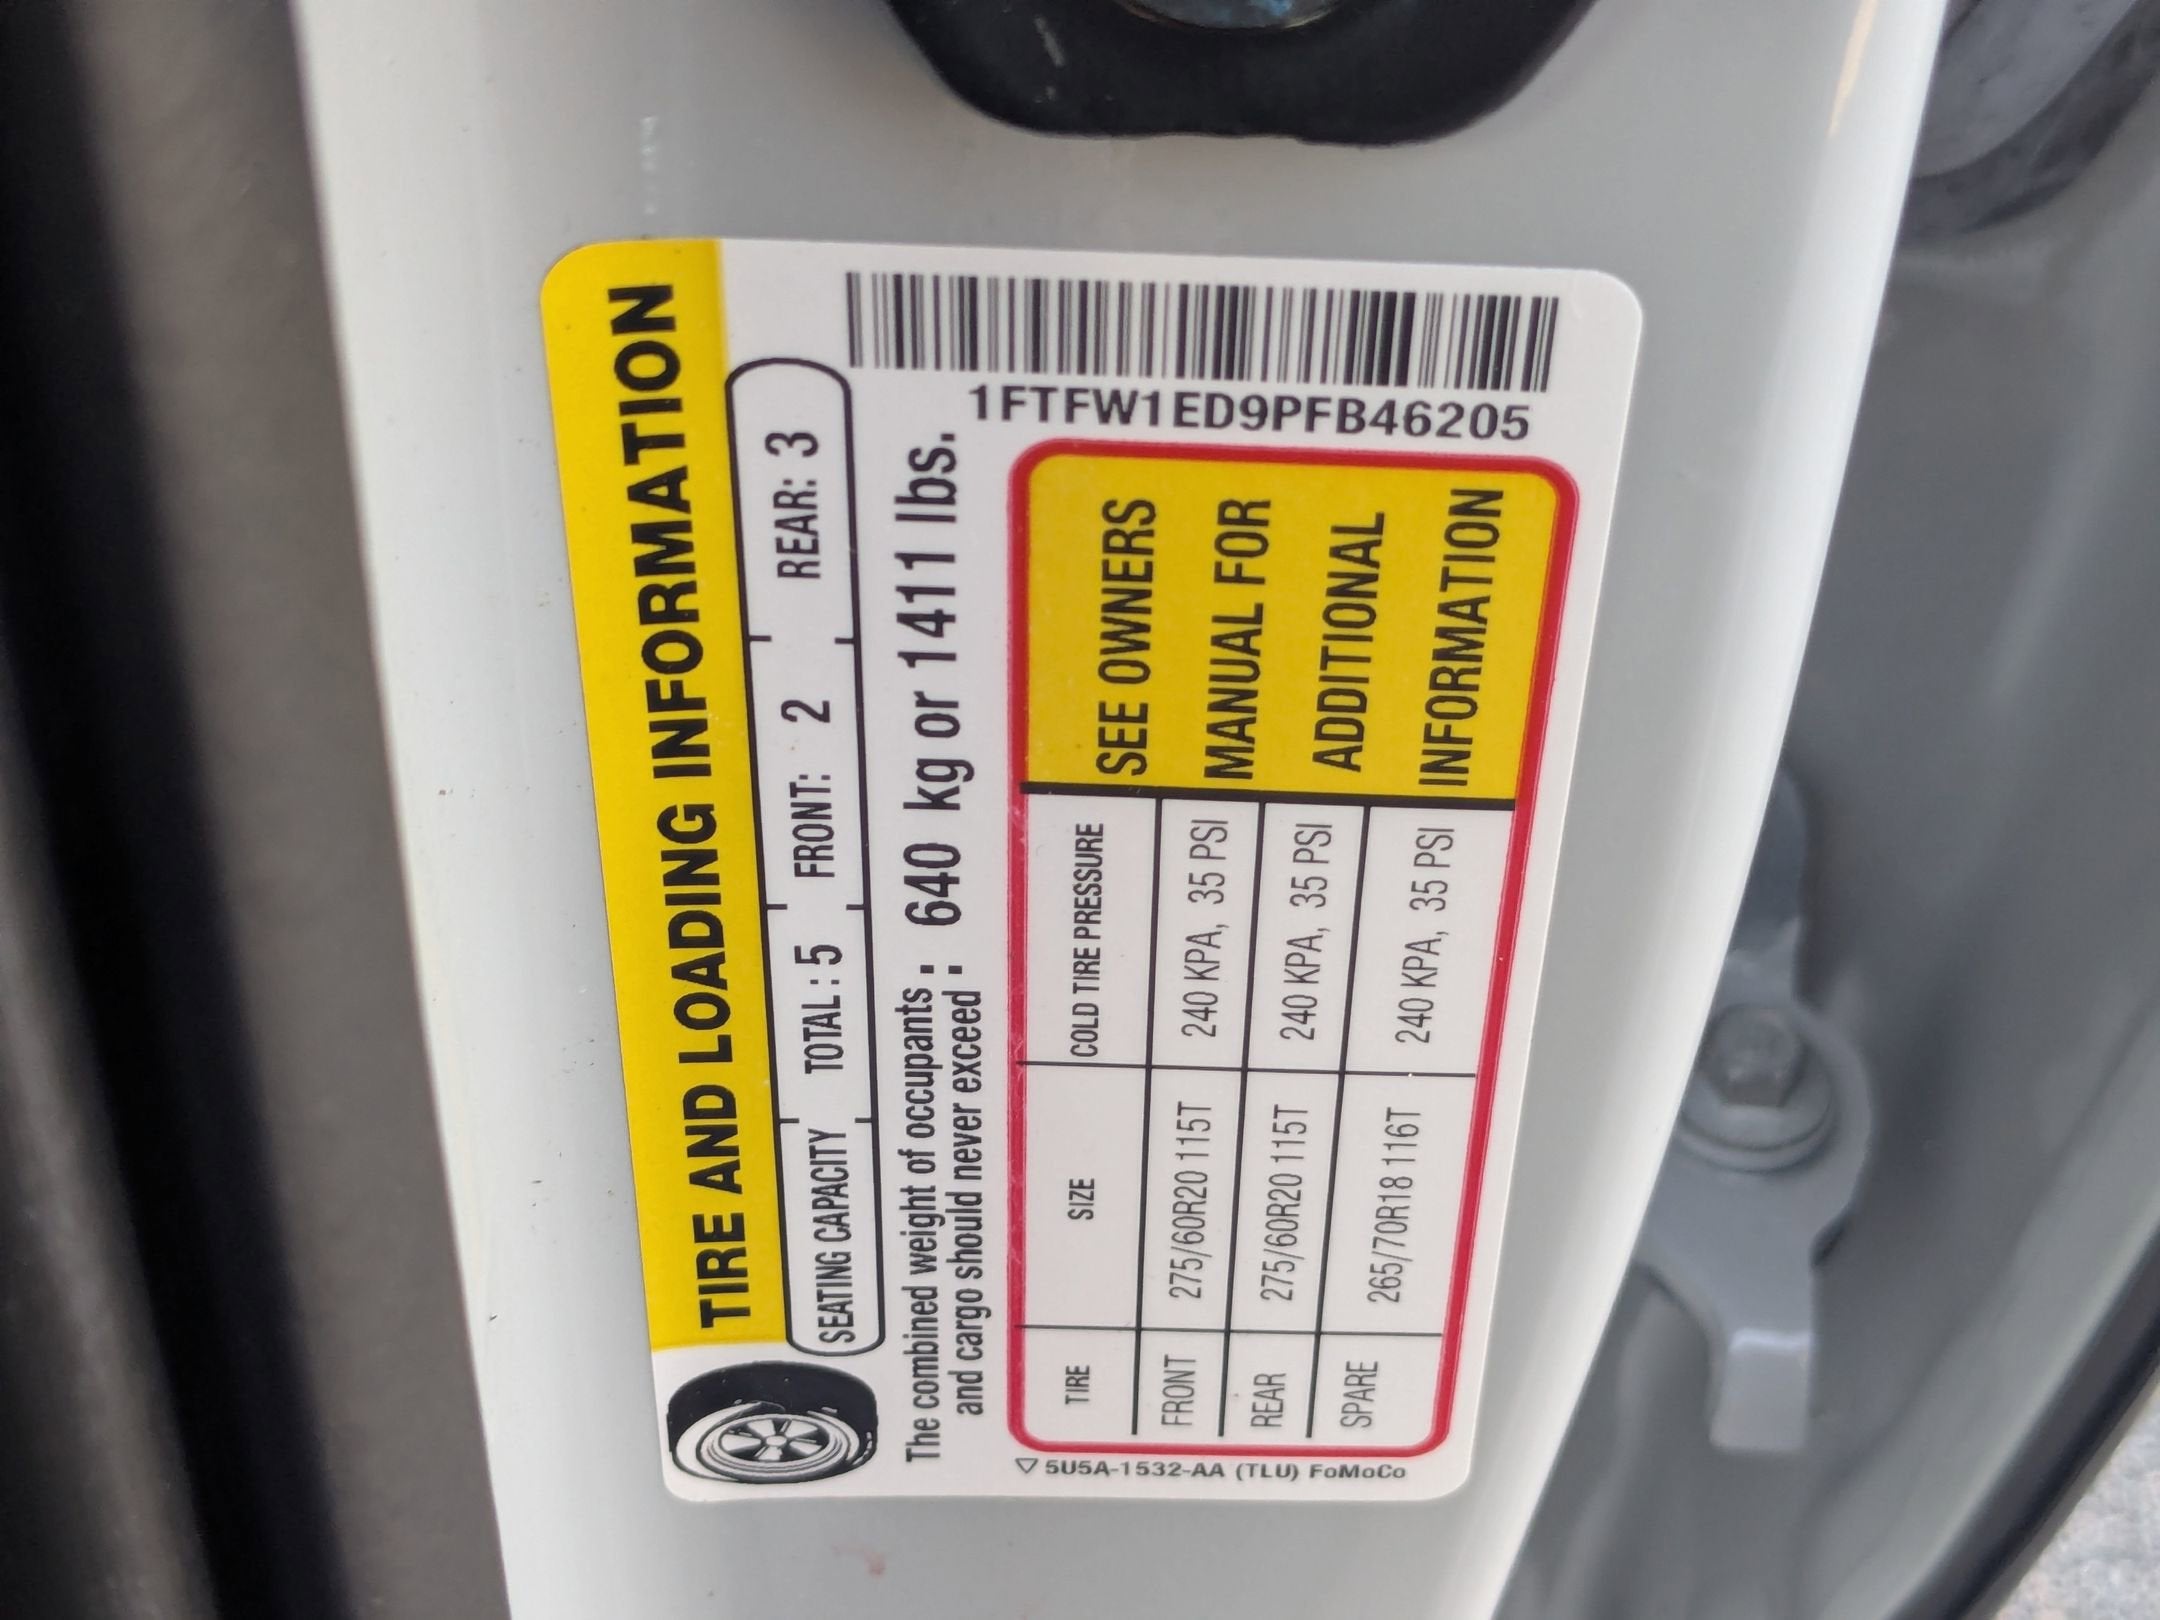 TIRE AND LOADING INFORMATION
SEATING CAPACITY TOTAL : 5 FRONT: 2 REAR: 3
The combined weight of occupants : 640 kg or 1411 lbs.
and cargo should never exceed :
1FTFW1ED9PFB46205
TIRE SIZE COLD TIRE PRESSURE
FRONT 275/60R20 115T 240 KPA, 35 PSI
REAR 275/60R20 115T 240 KPA, 35 PSI
SPARE 265/70R18 116T 240 KPA, 35 PSI
SEE OWNERS
MANUAL FOR
ADDITIONAL
INFORMATION
5U5A-1532-AA (TLU) FoMoCo